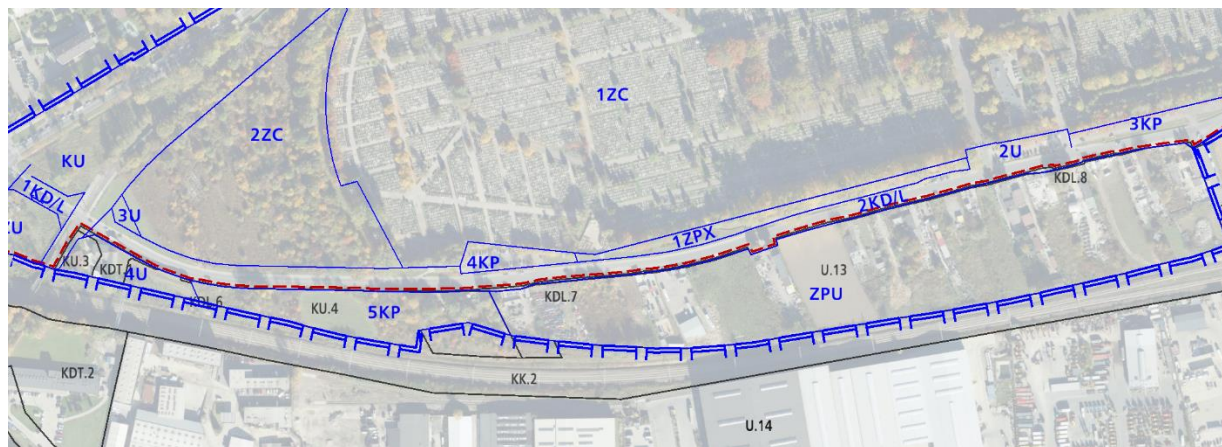 1ZC
3KP
2ZC
2U
KU
KDL.8
1KD/L
2KD/L
3U
ZU
1ZPX
KU.3
KDT.
4U
4KP
U.13
KDL.6
KU.4
5KP
KDL.7
ZPU
KDT.2
KK.2
U.14